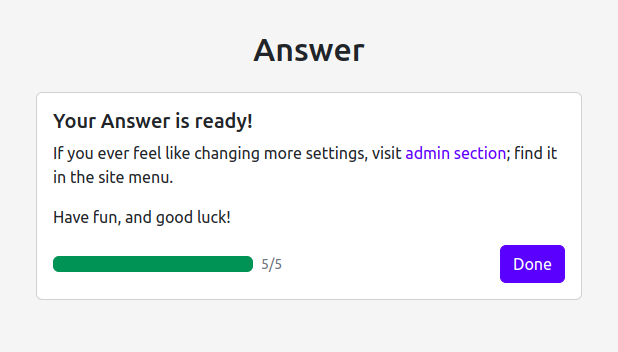 Answer
Your Answer is ready!
If you ever feel like changing more settings, visit admin section; find it
in the site menu.
Have fun, and good luck!
5/5
Done